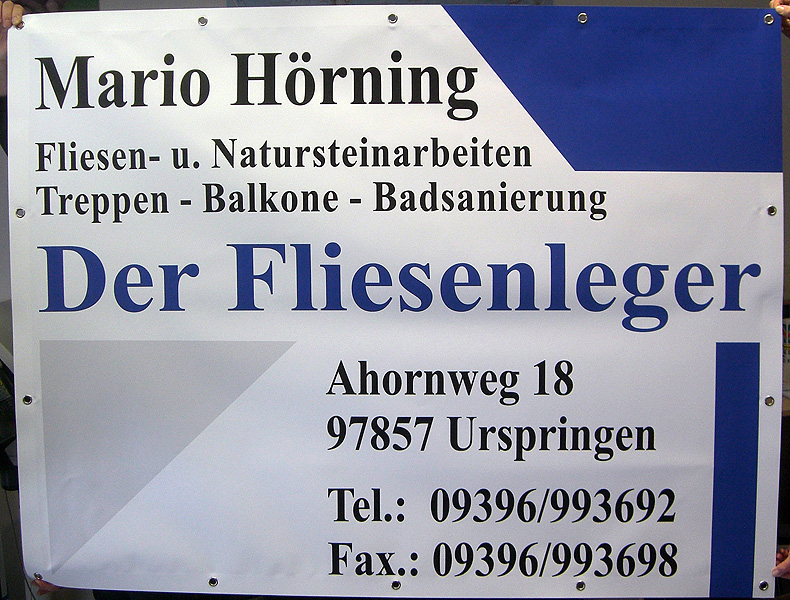 Mario Hörning
Fliesen- u. Natursteinarbeiten
Treppen - Balkone - Badsanierung
Der Fliesenleger
Ahornweg 18
97857 Urspringen
Tel.: 09396/993692
Fax.: 09396/993698